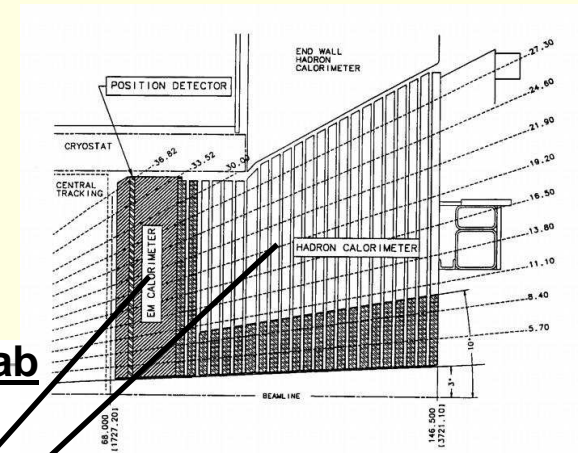 END WALL
HADRON
CALORIMETER
27.30
POSITION DETECTOR
24.60
21.90
CRYOSTAT
36.82
33.52
30.00
19.20
CENTRAL
TRACKING
16.50
HADRON CALORIMETER
13.80
EM CALORIMETER
11.10
8.40
10°
5.70
ab
3°
BEAMLINE
68.000
[1727.20]
146.500
[3721.10]